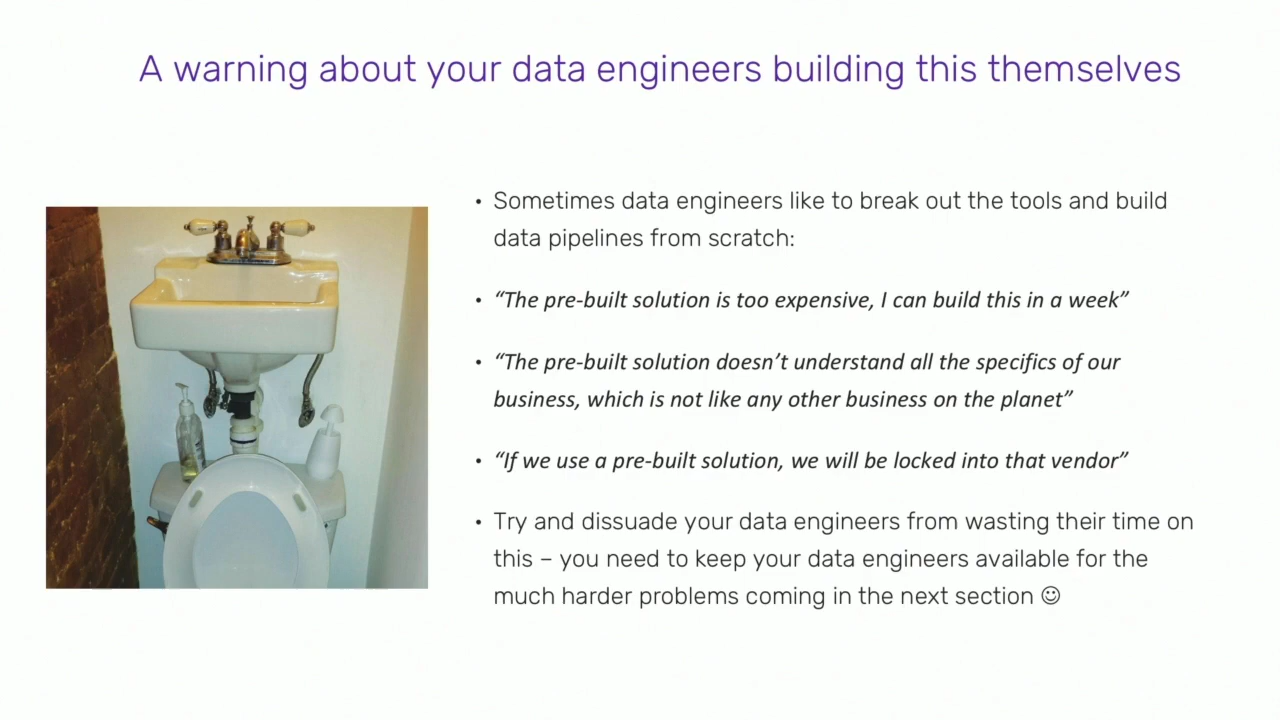 A warning about your data engineers building this themselves
• Sometimes data engineers like to break out the tools and build
data pipelines from scratch:
• “The pre-built solution is too expensive, I can build this in a week”
• “The pre-built solution doesn’t understand all the specifics of our
business, which is not like any other business on the planet”
• “If we use a pre-built solution, we will be locked into that vendor”
• Try and dissuade your data engineers from wasting their time on
this – you need to keep your data engineers available for the
much harder problems coming in the next section ☺